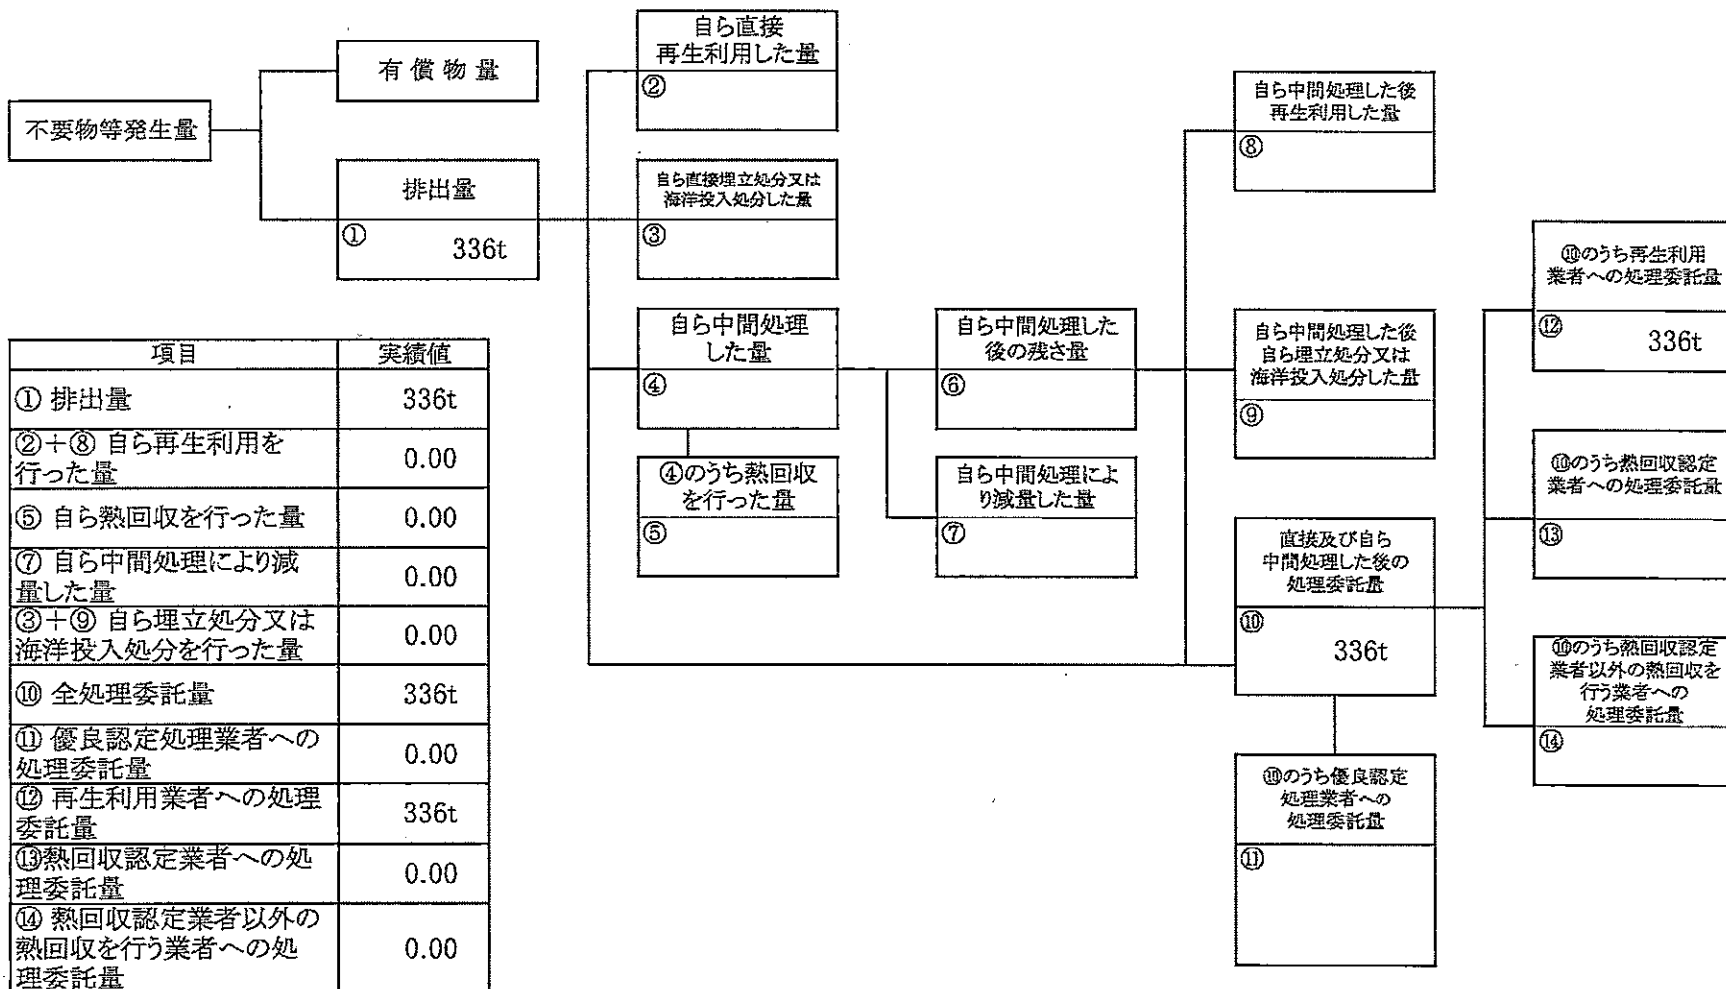 不要物等発生量
有償物量
排出量
①
336t
自ら直接
再生利用した量
②
自ら直接埋立処分又は
海洋投入処分した量
③
自ら中間処理
した量
④
④のうち熱回収
を行った量
⑤
自ら中間処理した
後の残さ量
⑥
自ら中間処理によ
り減量した量
⑦
自ら中間処理した後
再生利用した量
⑧
自ら中間処理した後
自ら埋立処分又は
海洋投入処分した量
⑨
直接及び自ら
中間処理した後の
処理委託量
⑩
336t
⑩のうち優良認定
処理業者への
処理委託量
⑪
⑩のうち再生利用
業者への処理委託量
⑫
336t
⑩のうち熱回収認定
業者への処理委託量
⑬
⑩のうち熱回収認定
業者以外の熱回収を
行う業者への
処理委託量
⑭
項目 実績値
① 排出量 336t
②+⑧ 自ら再生利用を
行った量 0.00
⑤ 自ら熱回収を行った量 0.00
⑦ 自ら中間処理により減
量した量 0.00
③+⑨ 自ら埋立処分又は
海洋投入処分を行った量 0.00
⑩ 全処理委託量 336t
⑪ 優良認定処理業者への
処理委託量 0.00
⑫ 再生利用業者への処理
委託量 336t
⑬熱回収認定業者への処
理委託量 0.00
⑭ 熱回収認定業者以外の
熱回収を行う業者への処
理委託量 0.00